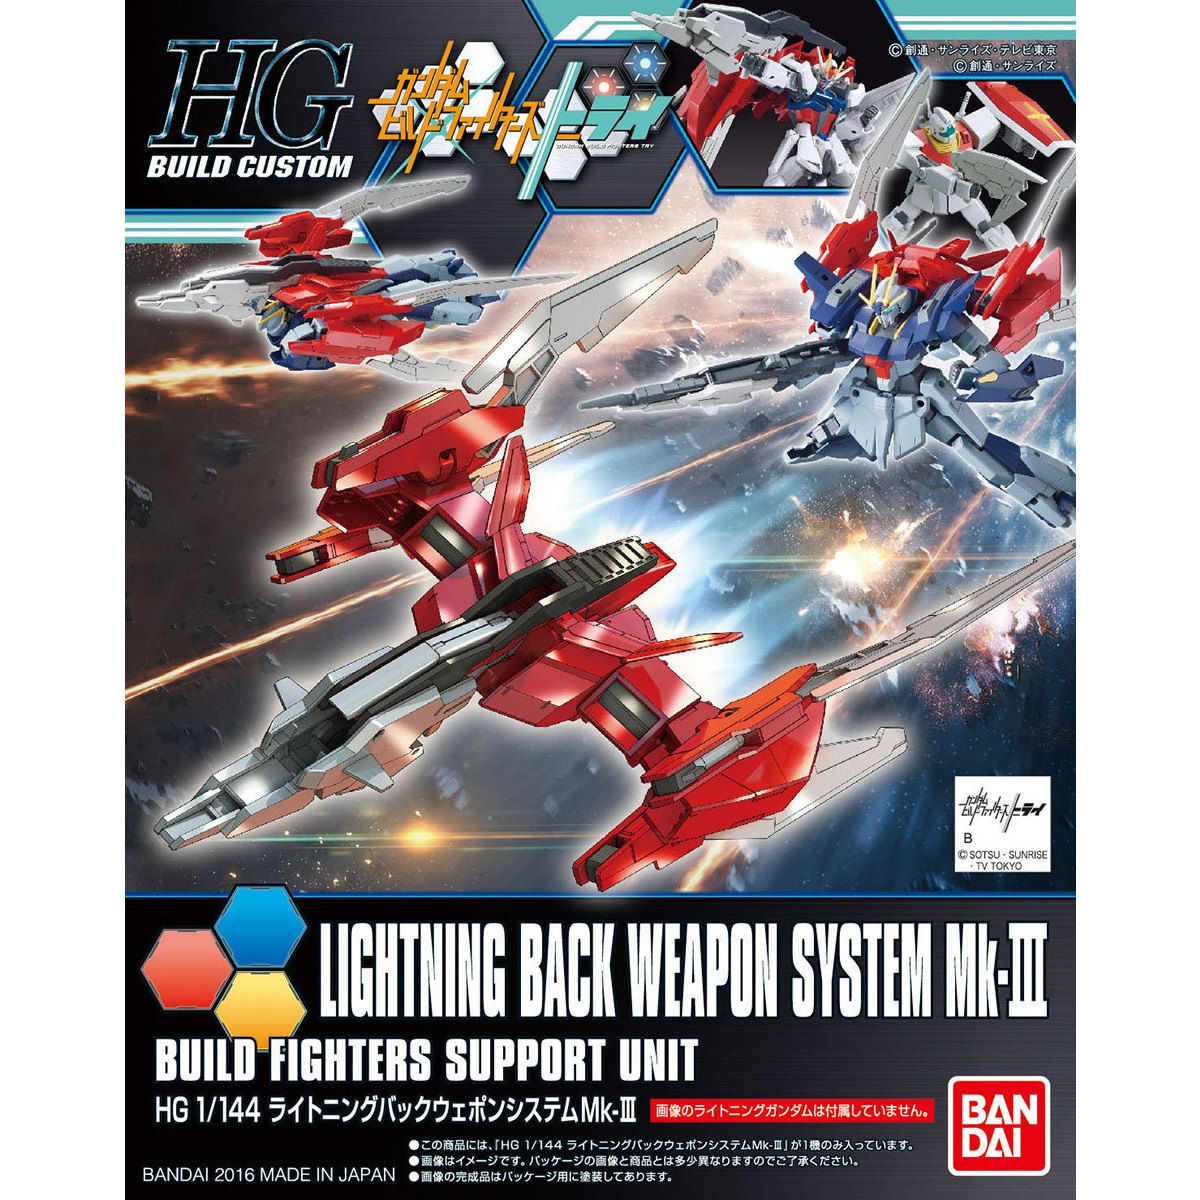 HG
BUILD CUSTOM
ガンダム
ビルドファイターズ
トライ
GUNDAM BUILD FIGHTERS TRY
©創通・サンライズ・テレビ東京
©創通・サンライズ
ガンダム
ビルドファイターズトライ
B
©SOTSU・SUNRISE
・TV TOKYO
LIGHTNING BACK WEAPON SYSTEM Mk-III
BUILD FIGHTERS SUPPORT UNIT
HG 1/144 ライトニングバックウェポンシステムMk-III
画像のライトニングガンダムは付属していません。
BAN
DAI
●この商品には、「HG 1/144 ライトニングバックウェポンシステムMk-III」が1機のみ入っています。
●画像はイメージです。パッケージの画像と商品とは多少異なりますのでご了承ください。
●画像の完成品はパッケージ用に塗装してあります。
BANDAI 2016 MADE IN JAPAN